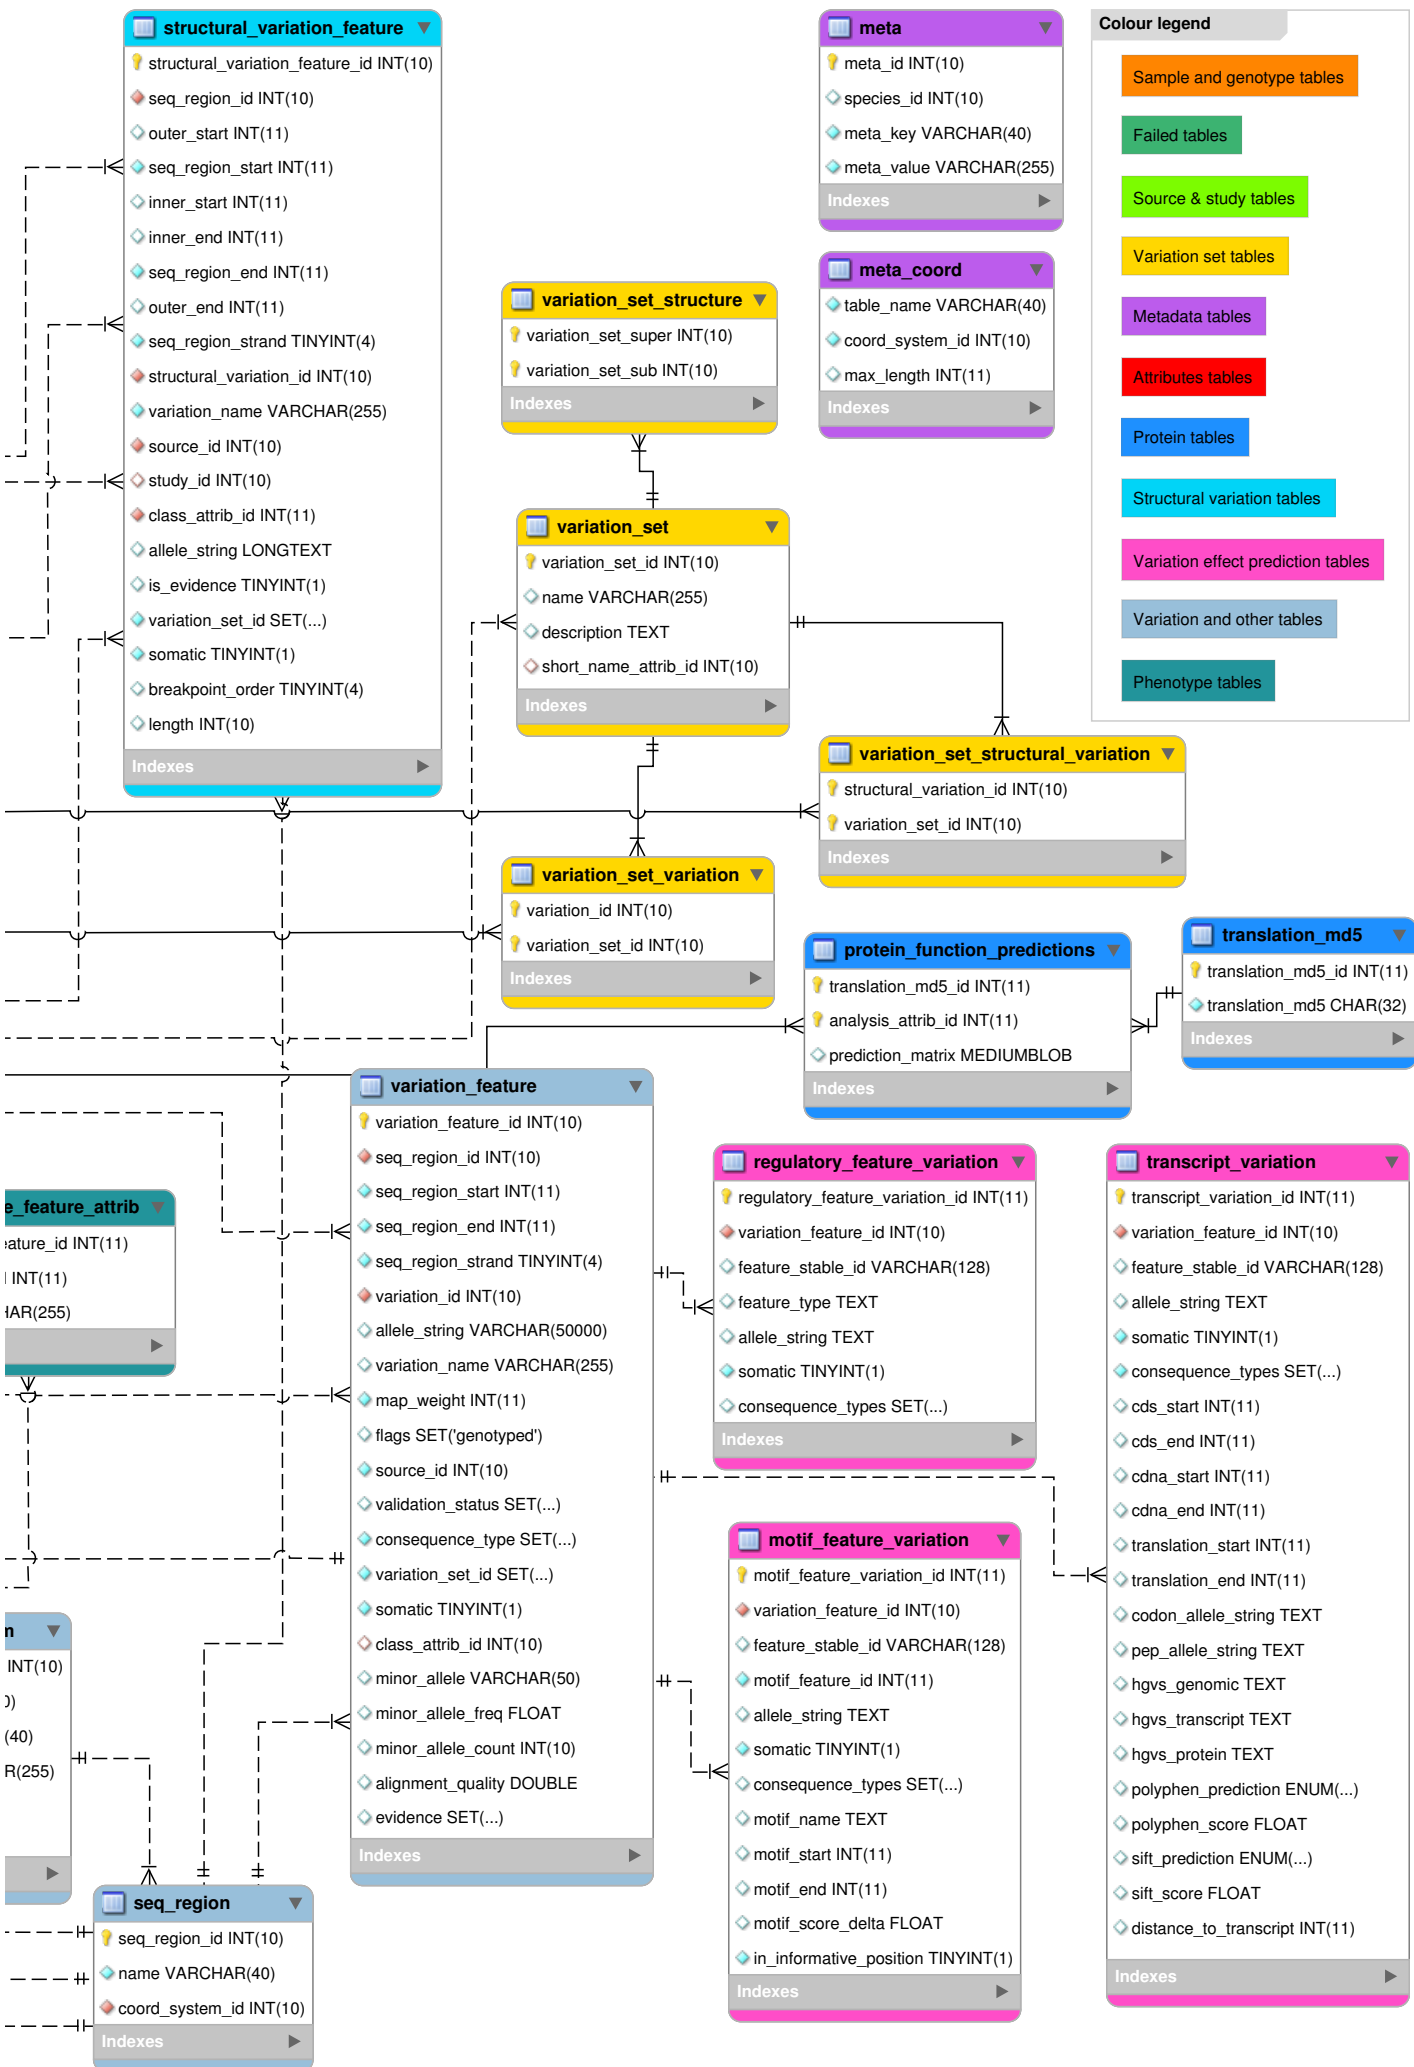 structural_variation_feature
structural_variation_feature_id INT(10)
seq_region_id INT(10)
outer_start INT(11)
seq_region_start INT(11)
inner_start INT(11)
inner_end INT(11)
seq_region_end INT(11)
outer_end INT(11)
seq_region_strand TINYINT(4)
structural_variation_id INT(10)
variation_name VARCHAR(255)
source_id INT(10)
study_id INT(10)
class_attrib_id INT(11)
allele_string LONGTEXT
is_evidence TINYINT(1)
variation_set_id SET(...)
somatic TINYINT(1)
breakpoint_order TINYINT(4)
length INT(10)
Indexes
meta
meta_id INT(10)
species_id INT(10)
meta_key VARCHAR(40)
meta_value VARCHAR(255)
Indexes
meta_coord
table_name VARCHAR(40)
coord_system_id INT(10)
max_length INT(11)
Indexes
Colour legend
Sample and genotype tables
Failed tables
Source & study tables
Variation set tables
Metadata tables
Attributes tables
Protein tables
Structural variation tables
Variation effect prediction tables
Variation and other tables
Phenotype tables
variation_set_structure
variation_set_super INT(10)
variation_set_sub INT(10)
Indexes
variation_set
variation_set_id INT(10)
name VARCHAR(255)
description TEXT
short_name_attrib_id INT(10)
Indexes
variation_set_structural_variation
structural_variation_id INT(10)
variation_set_id INT(10)
Indexes
variation_set_variation
variation_id INT(10)
variation_set_id INT(10)
Indexes
protein_function_predictions
translation_md5_id INT(11)
analysis_attrib_id INT(11)
prediction_matrix MEDIUMBLOB
Indexes
translation_md5
translation_md5_id INT(11)
translation_md5 CHAR(32)
Indexes
variation_feature
variation_feature_id INT(10)
seq_region_id INT(10)
seq_region_start INT(11)
seq_region_end INT(11)
seq_region_strand TINYINT(4)
variation_id INT(10)
allele_string VARCHAR(50000)
variation_name VARCHAR(255)
map_weight INT(11)
flags SET('genotyped')
source_id INT(10)
validation_status SET(...)
consequence_type SET(...)
variation_set_id SET(...)
somatic TINYINT(1)
class_attrib_id INT(10)
minor_allele VARCHAR(50)
minor_allele_freq FLOAT
minor_allele_count INT(10)
alignment_quality DOUBLE
evidence SET(...)
Indexes
regulatory_feature_variation
regulatory_feature_variation_id INT(11)
variation_feature_id INT(10)
feature_stable_id VARCHAR(128)
feature_type TEXT
allele_string TEXT
somatic TINYINT(1)
consequence_types SET(...)
Indexes
transcript_variation
transcript_variation_id INT(11)
variation_feature_id INT(10)
feature_stable_id VARCHAR(128)
allele_string TEXT
somatic TINYINT(1)
consequence_types SET(...)
cds_start INT(11)
cds_end INT(11)
cdna_start INT(11)
cdna_end INT(11)
translation_start INT(11)
translation_end INT(11)
codon_allele_string TEXT
pep_allele_string TEXT
hgvs_genomic TEXT
hgvs_transcript TEXT
hgvs_protein TEXT
polyphen_prediction ENUM(...)
polyphen_score FLOAT
sift_prediction ENUM(...)
sift_score FLOAT
distance_to_transcript INT(11)
Indexes
motif_feature_variation
motif_feature_variation_id INT(11)
variation_feature_id INT(10)
feature_stable_id VARCHAR(128)
motif_feature_id INT(11)
allele_string TEXT
somatic TINYINT(1)
consequence_types SET(...)
motif_name TEXT
motif_start INT(11)
motif_end INT(11)
motif_score_delta FLOAT
in_informative_position TINYINT(1)
Indexes
e_feature_attrib
eature_id INT(11)
INT(11)
HAR(255)
INT(10)
0)
(40)
R(255)
seq_region
seq_region_id INT(10)
name VARCHAR(40)
coord_system_id INT(10)
Indexes